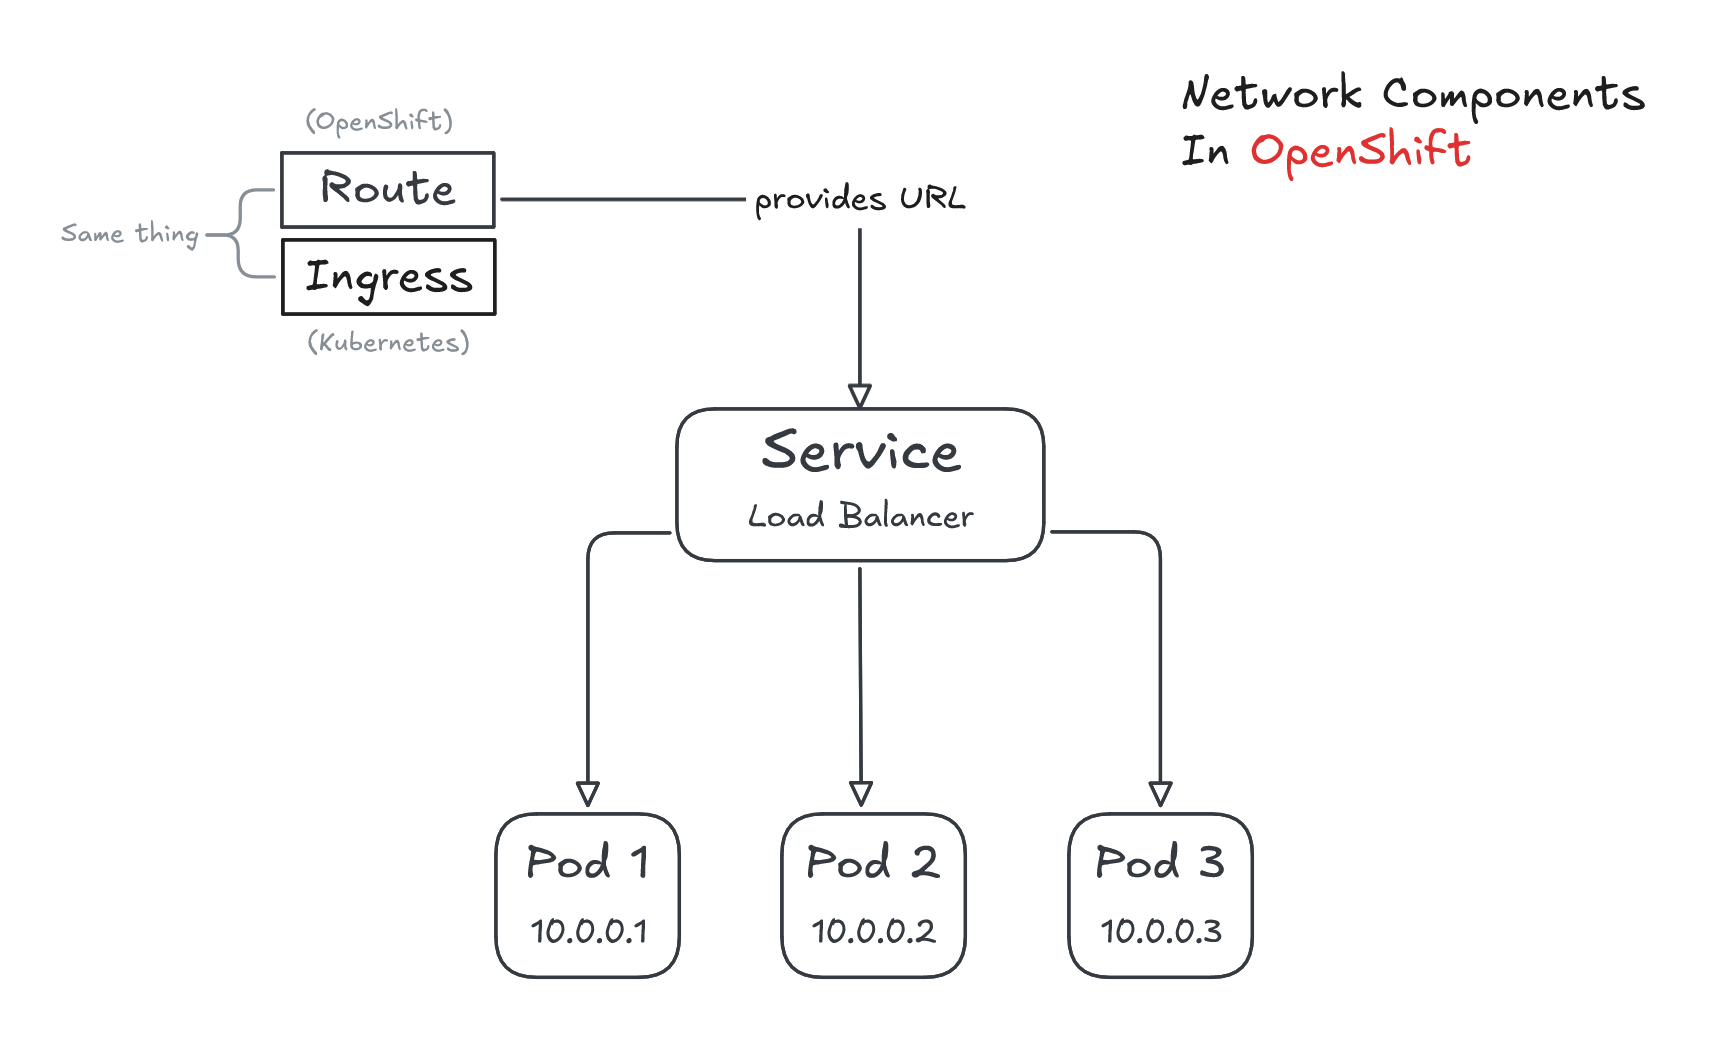 Network Components
In OpenShift
(OpenShift)
Route
Same thing
Ingress
(Kubernetes)
provides URL
Service
Load Balancer
Pod 1
10.0.0.1
Pod 2
10.0.0.2
Pod 3
10.0.0.3